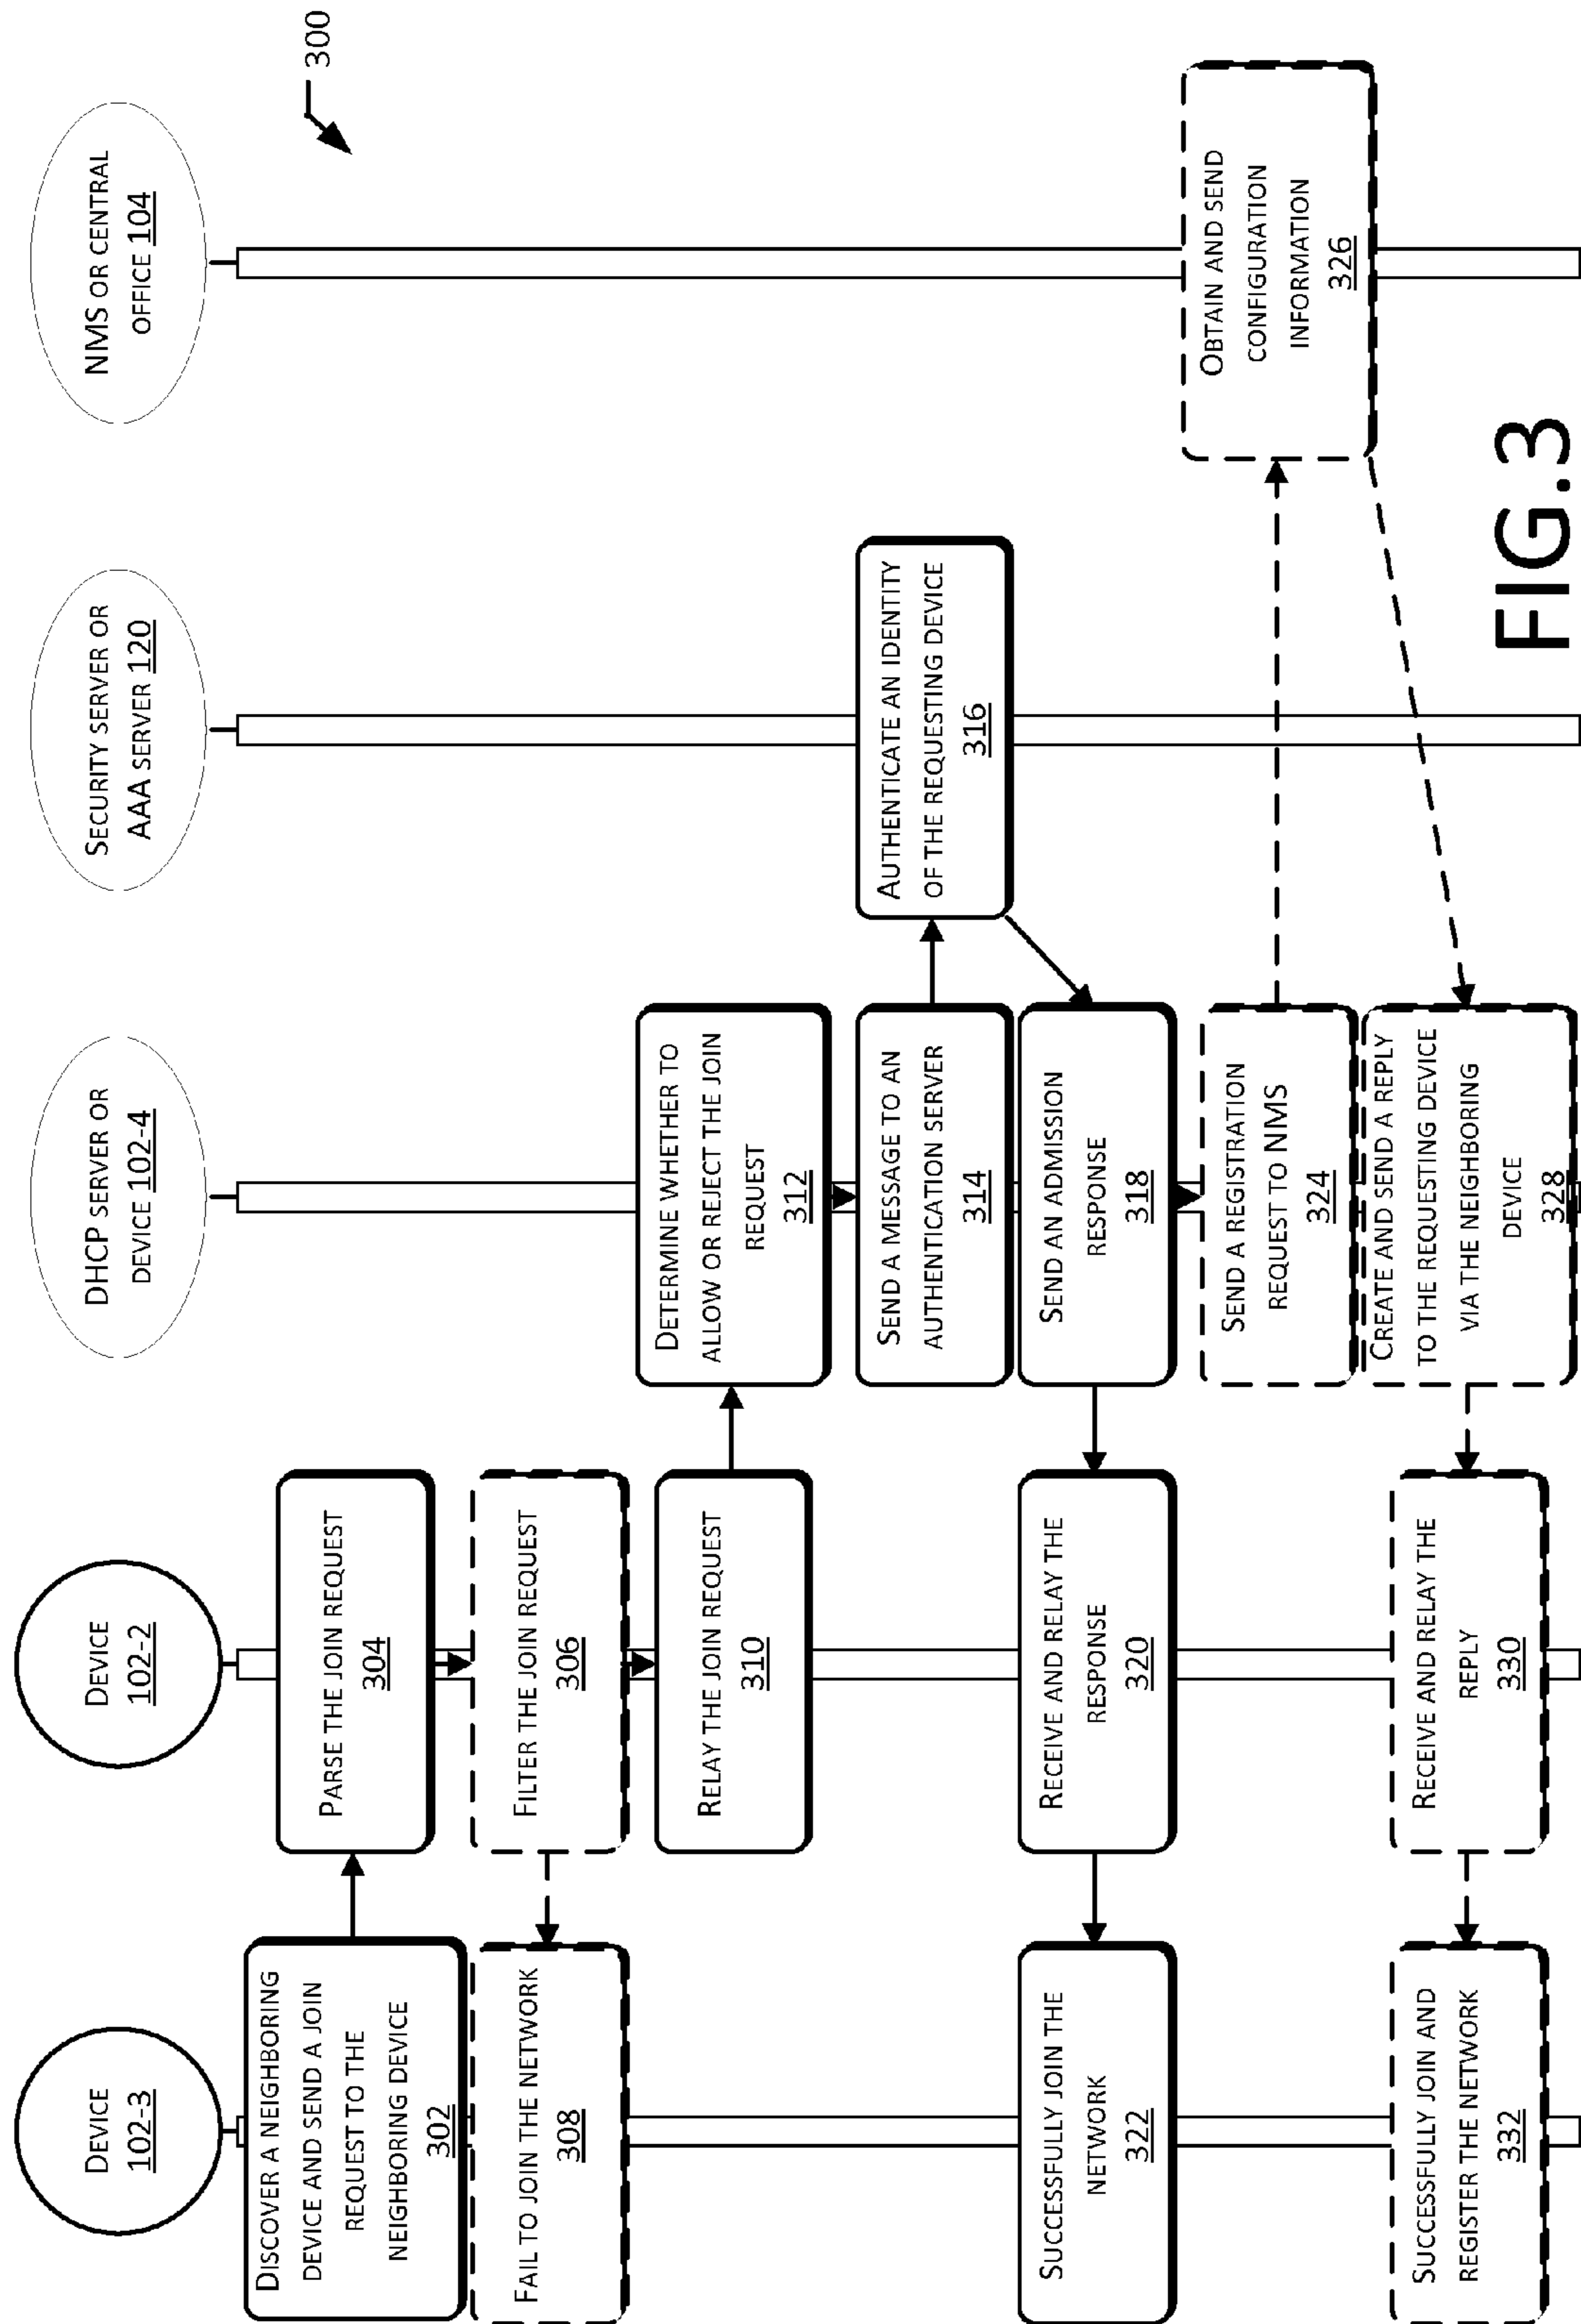 DEVICE
102-3
DEVICE
102-2
DHCP SERVER OR
DEVICE 102-4
SECURITY SERVER OR
AAA SERVER 120
NMS OR CENTRAL
OFFICE 104
300
DISCOVER A NEIGHBORING
DEVICE AND SEND A JOIN
REQUEST TO THE
NEIGHBORING DEVICE
302
PARSE THE JOIN REQUEST
304
FAIL TO JOIN THE NETWORK
308
FILTER THE JOIN REQUEST
306
RELAY THE JOIN REQUEST
310
DETERMINE WHETHER TO
ALLOW OR REJECT THE JOIN
REQUEST
312
SEND A MESSAGE TO AN
AUTHENTICATION SERVER
314
AUTHENTICATE AN IDENTITY
OF THE REQUESTING DEVICE
316
SUCCESSFULLY JOIN THE
NETWORK
322
RECEIVE AND RELAY THE
RESPONSE
320
SEND AN ADMISSION
RESPONSE
318
SEND A REGISTRATION
REQUEST TO NMS
324
OBTAIN AND SEND
CONFIGURATION
INFORMATION
326
SUCCESSFULLY JOIN AND
REGISTER THE NETWORK
332
RECEIVE AND RELAY THE
REPLY
330
CREATE AND SEND A REPLY
TO THE REQUESTING DEVICE
VIA THE NEIGHBORING
DEVICE
328
FIG.3